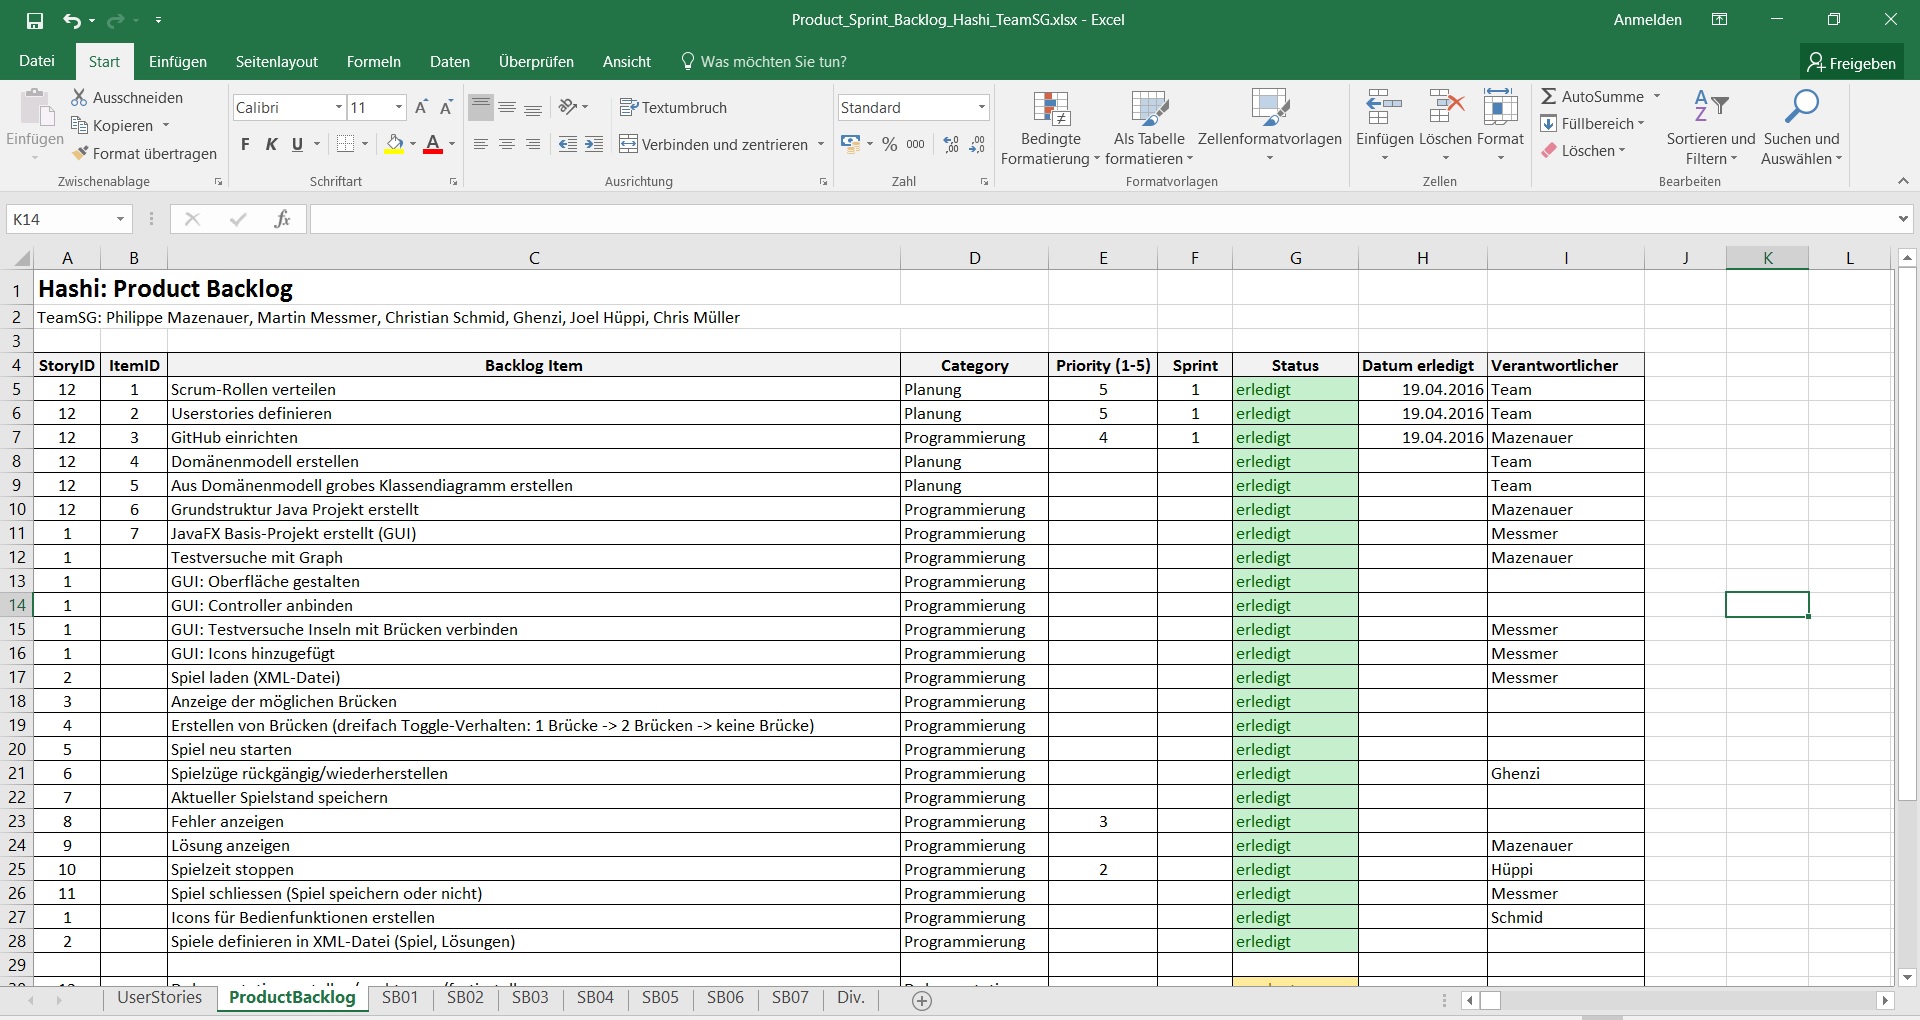 Product_Sprint_Backlog_Hashi_TeamSG.xlsx - Excel
Anmelden
Datei Start Einfügen Seitenlayout Formeln Daten Überprüfen Ansicht Was möchten Sie tun? Freigeben
Einfügen
Ausschneiden
Kopieren
Format übertragen
Zwischenablage
Calibri 11
F K U
Schriftart
Textumbruch
Verbinden und zentrieren
Ausrichtung
Standard
% 000
Zahl
Bedingte Formatierung
Als Tabelle formatieren
Zellenformatvorlagen
Formatvorlagen
Einfügen Löschen Format
Zellen
AutoSumme
Füllbereich
Löschen
Sortieren und Filtern
Suchen und Auswählen
Bearbeiten
K14 fx
A B C D E F G H I J K L
1 Hashi: Product Backlog
2 TeamSG: Philippe Mazenauer, Martin Messmer, Christian Schmid, Ghenzi, Joel Hüppi, Chris Müller
3
4 StoryID ItemID Backlog Item Category Priority (1-5) Sprint Status Datum erledigt Verantwortlicher
5 12 1 Scrum-Rollen verteilen Planung 5 1 erledigt 19.04.2016 Team
6 12 2 Userstories definieren Planung 5 1 erledigt 19.04.2016 Team
7 12 3 GitHub einrichten Programmierung 4 1 erledigt 19.04.2016 Mazenauer
8 12 4 Domänenmodell erstellen Planung erledigt Team
9 12 5 Aus Domänenmodell grobes Klassendiagramm erstellen Planung erledigt Team
10 12 6 Grundstruktur Java Projekt erstellt Programmierung erledigt Mazenauer
11 1 7 JavaFX Basis-Projekt erstellt (GUI) Programmierung erledigt Messmer
12 1 Testversuche mit Graph Programmierung erledigt Mazenauer
13 1 GUI: Oberfläche gestalten Programmierung erledigt
14 1 GUI: Controller anbinden Programmierung erledigt
15 1 GUI: Testversuche Inseln mit Brücken verbinden Programmierung erledigt Messmer
16 1 GUI: Icons hinzugefügt Programmierung erledigt Messmer
17 2 Spiel laden (XML-Datei) Programmierung erledigt Messmer
18 3 Anzeige der möglichen Brücken Programmierung erledigt
19 4 Erstellen von Brücken (dreifach Toggle-Verhalten: 1 Brücke -> 2 Brücken -> keine Brücke) Programmierung erledigt
20 5 Spiel neu starten Programmierung erledigt
21 6 Spielzüge rückgängig/wiederherstellen Programmierung erledigt Ghenzi
22 7 Aktueller Spielstand speichern Programmierung erledigt
23 8 Fehler anzeigen Programmierung 3 erledigt
24 9 Lösung anzeigen Programmierung erledigt Mazenauer
25 10 Spielzeit stoppen Programmierung 2 erledigt Hüppi
26 11 Spiel schliessen (Spiel speichern oder nicht) Programmierung erledigt Messmer
27 1 Icons für Bedienfunktionen erstellen Programmierung erledigt Schmid
28 2 Spiele definieren in XML-Datei (Spiel, Lösungen) Programmierung erledigt
29
UserStories ProductBacklog SB01 SB02 SB03 SB04 SB05 SB06 SB07 Div.